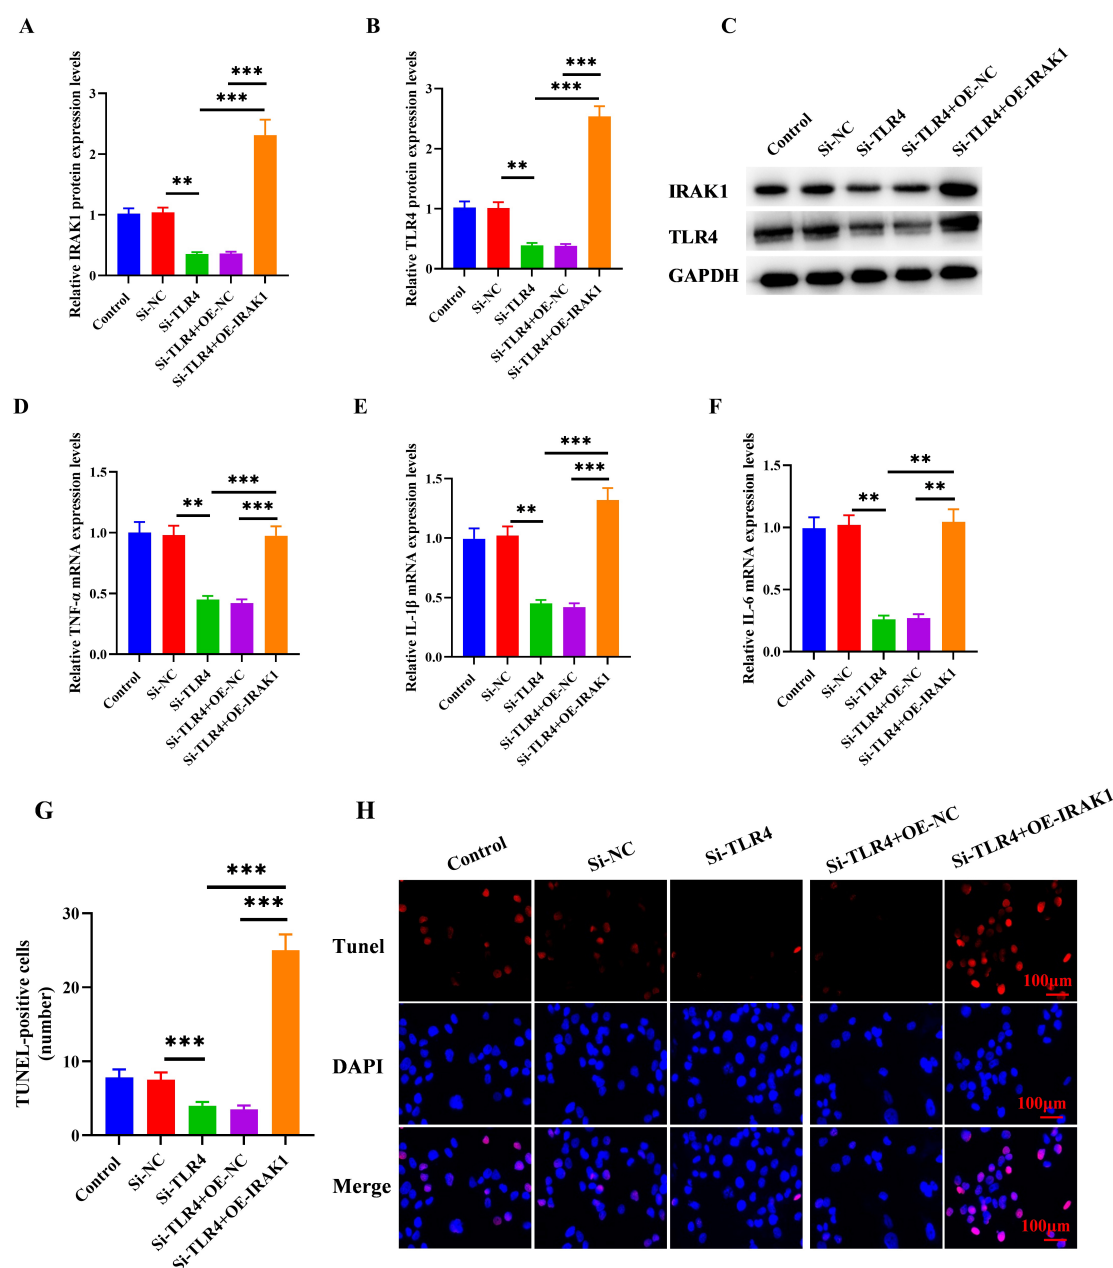 A
Relative IRAK1 protein expression levels
3
2
1
0
**
***
***
Control
Si-NC
Si-TLR4
Si-TLR4+OE-NC
Si-TLR4+OE-IRAK1
B
Relative TLR4 protein expression levels
3
2
1
0
**
***
***
Control
Si-NC
Si-TLR4
Si-TLR4+OE-NC
Si-TLR4+OE-IRAK1
C
Control
Si-NC
Si-TLR4
Si-TLR4+OE-NC
Si-TLR4+OE-IRAK1
IRAK1
TLR4
GAPDH
D
Relative TNF-α mRNA expression levels
1.5
1.0
0.5
0.0
**
***
***
Control
Si-NC
Si-TLR4
Si-TLR4+OE-NC
Si-TLR4+OE-IRAK1
E
Relative IL-1β mRNA expression levels
1.5
1.0
0.5
0.0
**
***
***
Control
Si-NC
Si-TLR4
Si-TLR4+OE-NC
Si-TLR4+OE-IRAK1
F
Relative IL-6 mRNA expression levels
1.5
1.0
0.5
0.0
**
**
**
Control
Si-NC
Si-TLR4
Si-TLR4+OE-NC
Si-TLR4+OE-IRAK1
G
TUNEL-positive cells
(number)
30
20
10
0
***
***
***
Control
Si-NC
Si-TLR4
Si-TLR4+OE-NC
Si-TLR4+OE-IRAK1
H
Control
Si-NC
Si-TLR4
Si-TLR4+OE-NC
Si-TLR4+OE-IRAK1
Tunel
100μm
DAPI
100μm
Merge
100μm